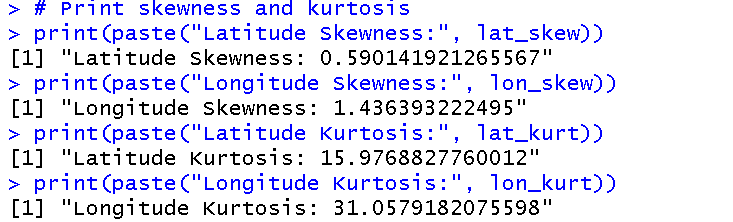 > # Print skewness and kurtosis
> print(paste("Latitude Skewness:", lat_skew))
[1] "Latitude Skewness: 0.590141921265567"
> print(paste("Longitude Skewness:", lon_skew))
[1] "Longitude Skewness: 1.436393222495"
> print(paste("Latitude Kurtosis:", lat_kurt))
[1] "Latitude Kurtosis: 15.9768827760012"
> print(paste("Longitude Kurtosis:", lon_kurt))
[1] "Longitude Kurtosis: 31.0579182075598"